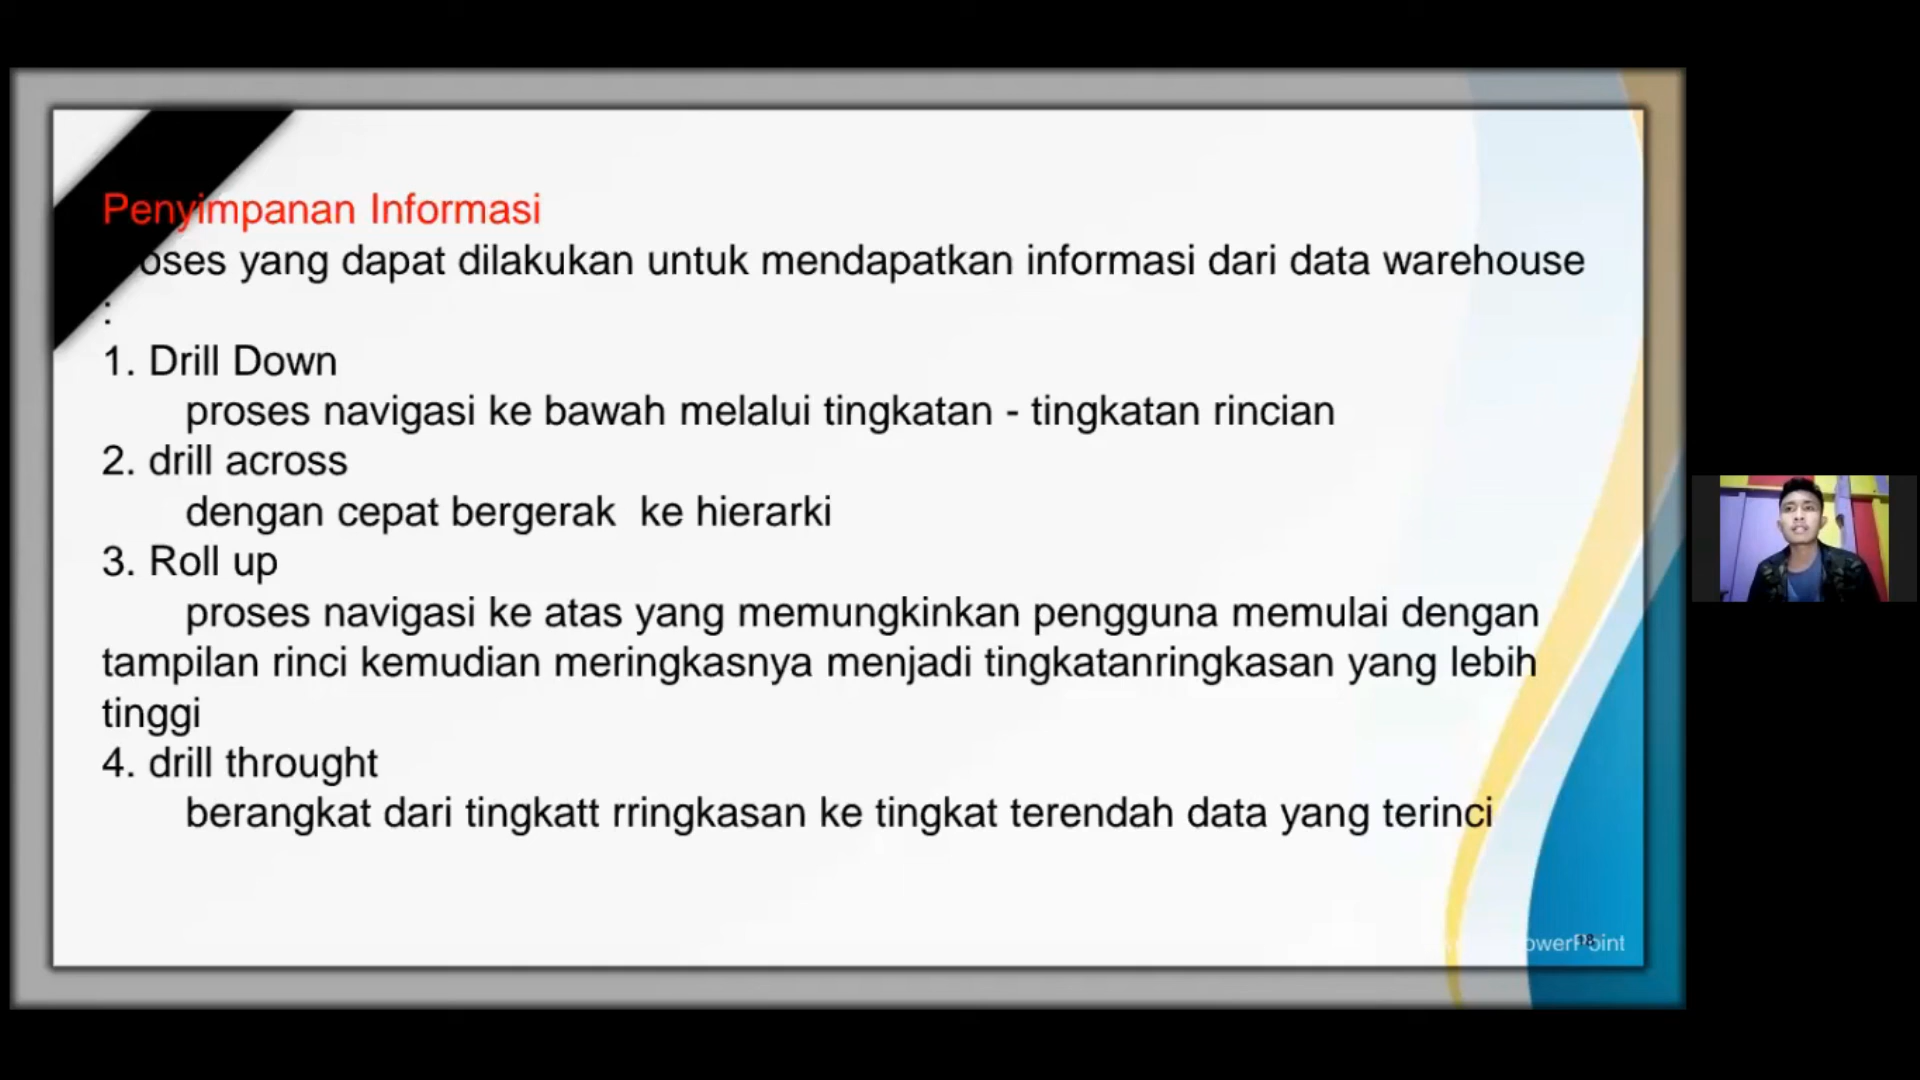 Penyimpanan Informasi
oses yang dapat dilakukan untuk mendapatkan informasi dari data warehouse
:
1. Drill Down
proses navigasi ke bawah melalui tingkatan - tingkatan rincian
2. drill across
dengan cepat bergerak ke hierarki
3. Roll up
proses navigasi ke atas yang memungkinkan pengguna memulai dengan
tampilan rinci kemudian meringkasnya menjadi tingkatanringkasan yang lebih
tinggi
4. drill throught
berangkat dari tingkatt rringkasan ke tingkat terendah data yang terinci
18